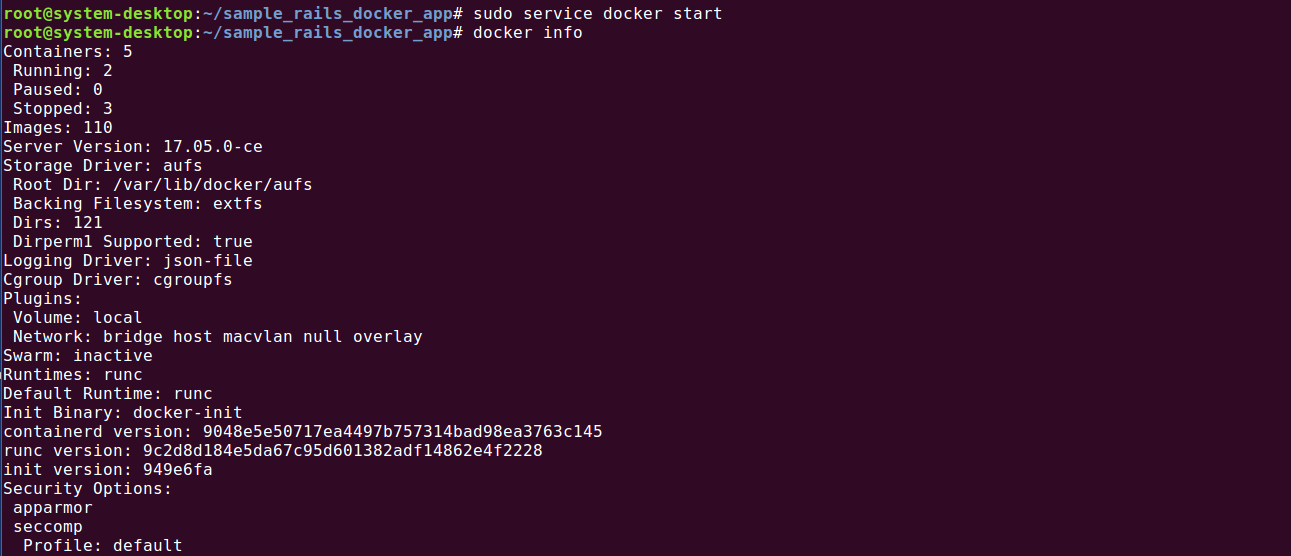 root@system-desktop:~/sample_rails_docker_app# sudo service docker start
root@system-desktop:~/sample_rails_docker_app# docker info
Containers: 5
 Running: 2
 Paused: 0
 Stopped: 3
Images: 110
Server Version: 17.05.0-ce
Storage Driver: aufs
 Root Dir: /var/lib/docker/aufs
 Backing Filesystem: extfs
 Dirs: 121
 Dirperm1 Supported: true
Logging Driver: json-file
Cgroup Driver: cgroupfs
Plugins:
 Volume: local
 Network: bridge host macvlan null overlay
Swarm: inactive
Runtimes: runc
Default Runtime: runc
Init Binary: docker-init
containerd version: 9048e5e50717ea4497b757314bad98ea3763c145
runc version: 9c2d8d184e5da67c95d601382adf14862e4f2228
init version: 949e6fa
Security Options:
 apparmor
 seccomp
  Profile: default